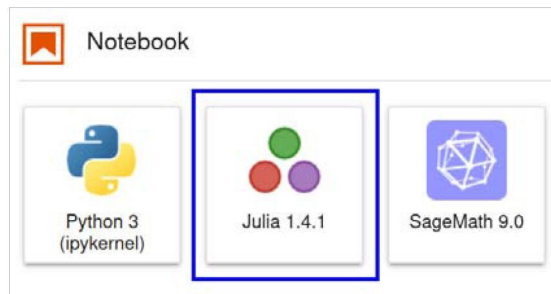 Notebook
Python 3
(ipykernel)
Julia 1.4.1
SageMath 9.0